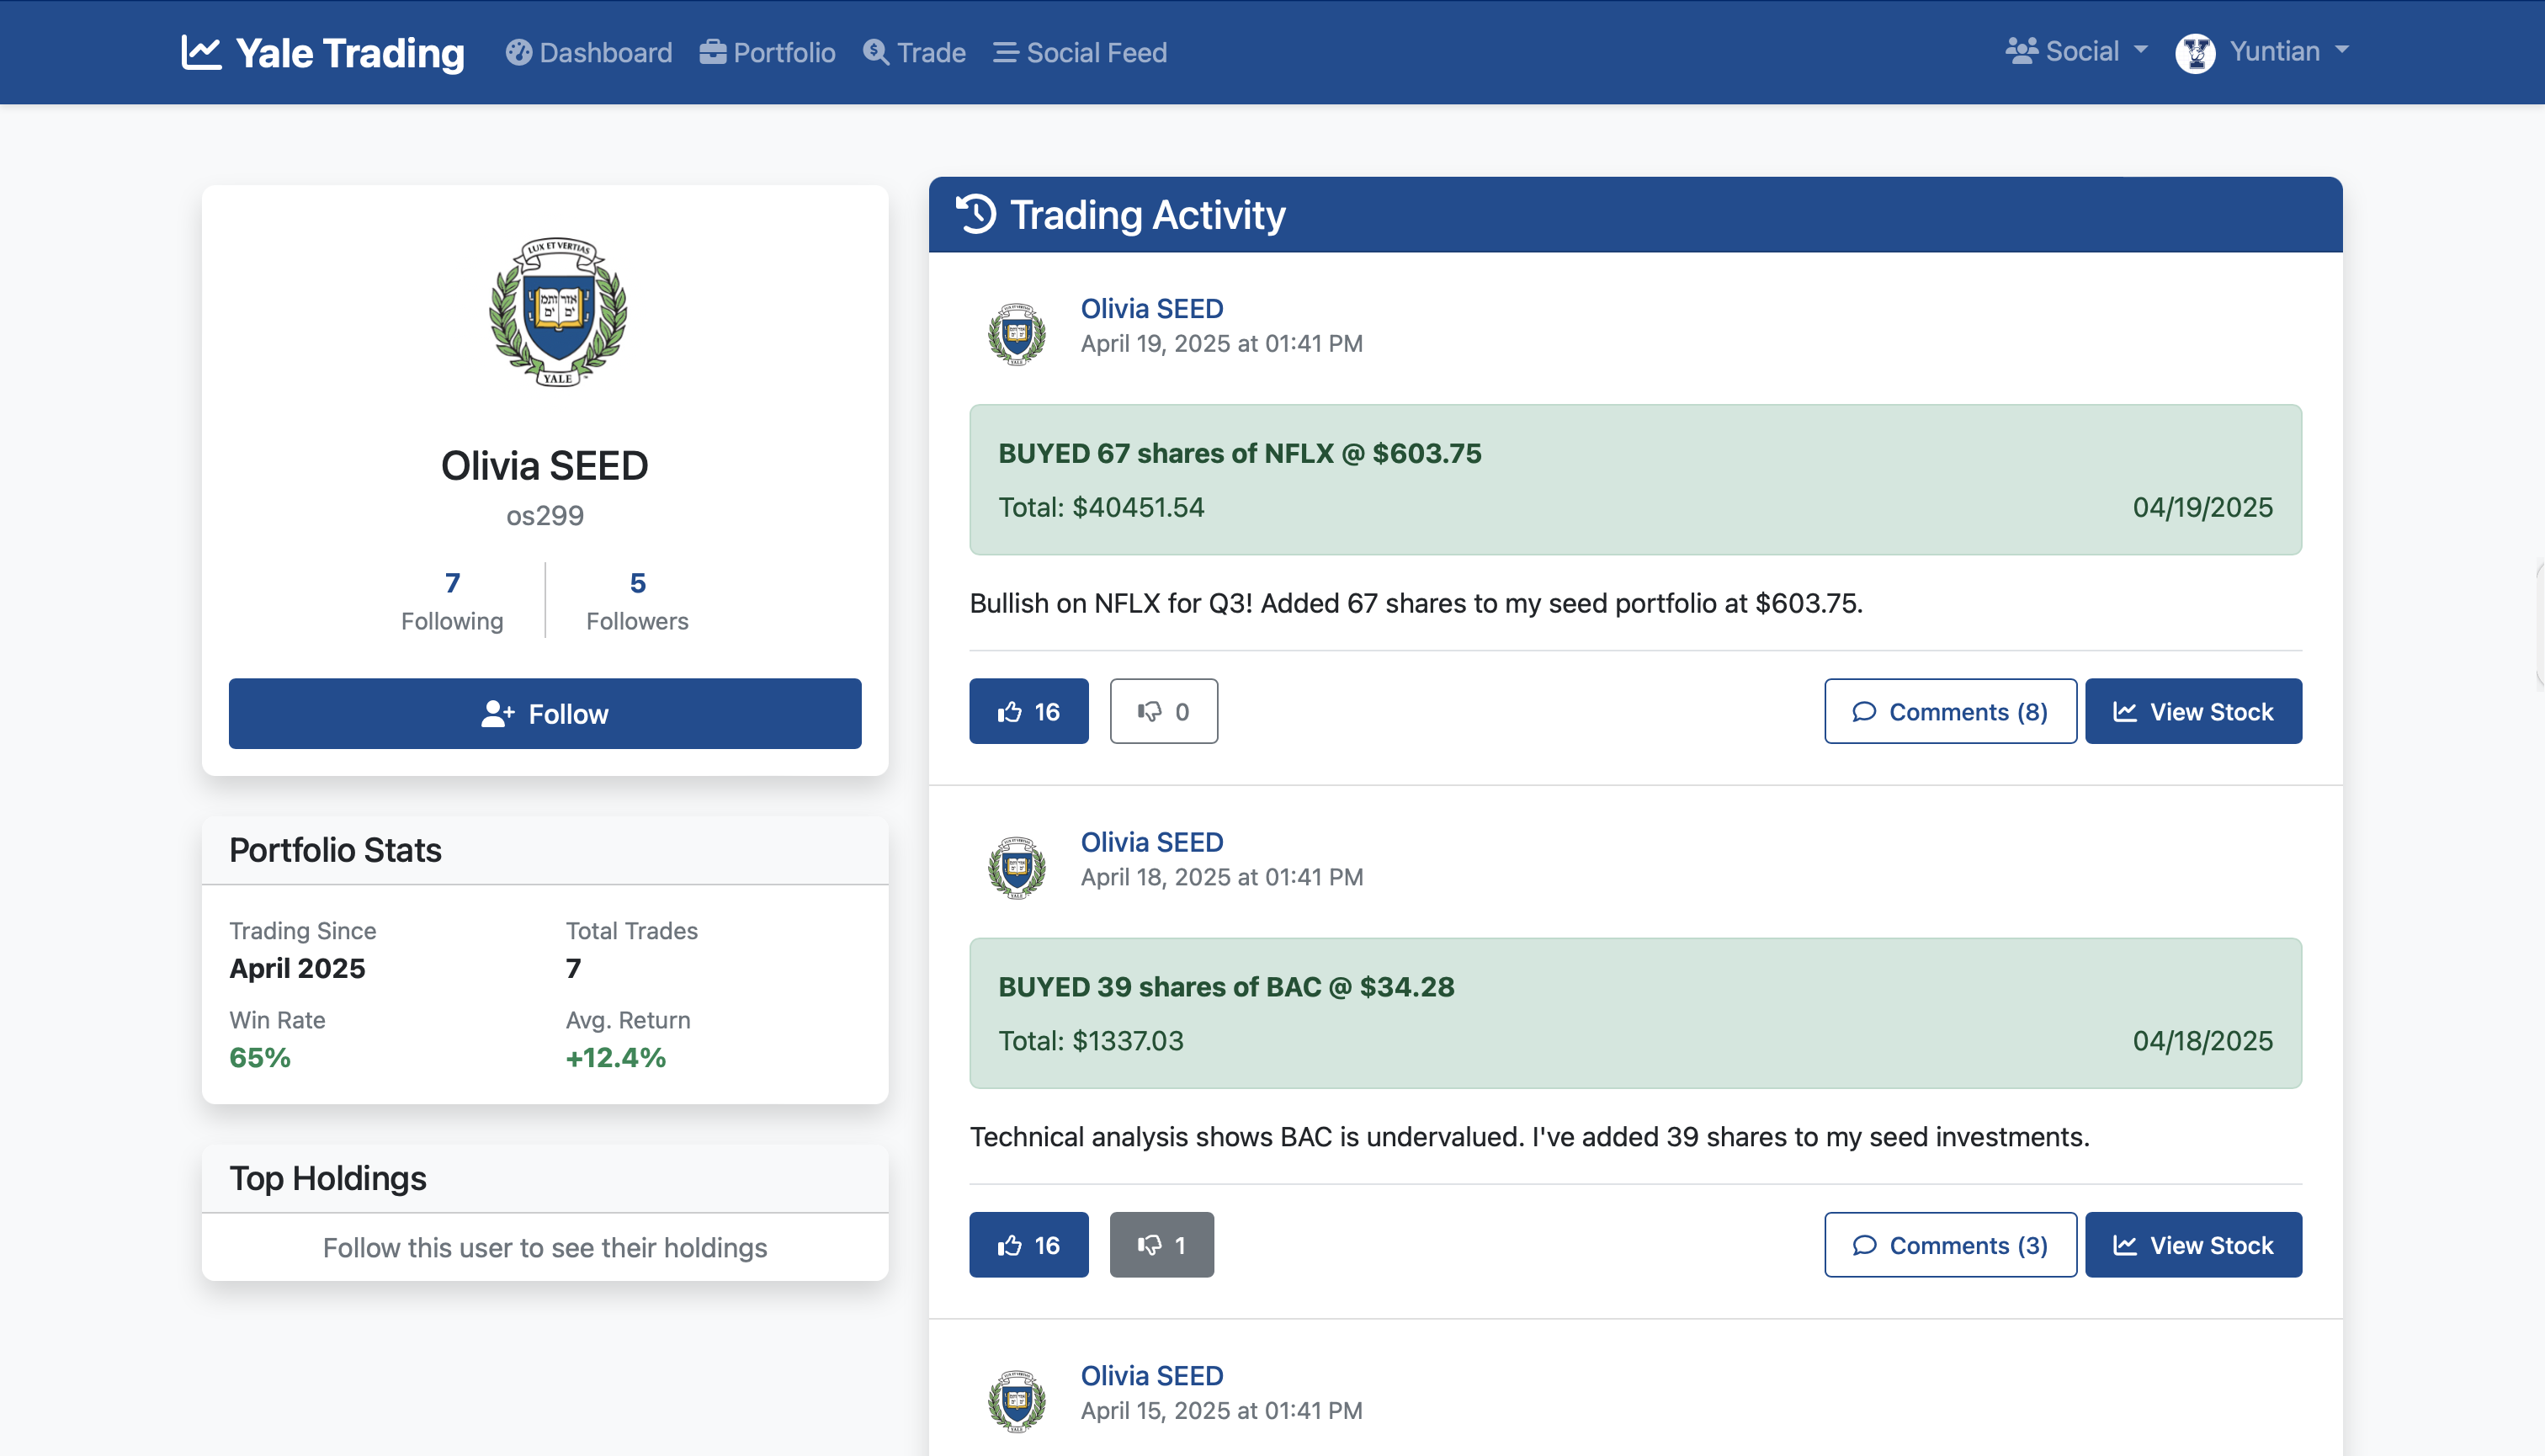 Yale Trading
Dashboard
Portfolio
Trade
Social Feed
Social
Yuntian
LUX ET VERTIAS
YALE
Olivia SEED
os299
7
Following
5
Followers
Follow
Portfolio Stats
Trading Since
April 2025
Total Trades
7
Win Rate
65%
Avg. Return
+12.4%
Top Holdings
Follow this user to see their holdings
Trading Activity
Olivia SEED
April 19, 2025 at 01:41 PM
BUYED 67 shares of NFLX @ $603.75
Total: $40451.54
04/19/2025
Bullish on NFLX for Q3! Added 67 shares to my seed portfolio at $603.75.
16
0
Comments (8)
View Stock
Olivia SEED
April 18, 2025 at 01:41 PM
BUYED 39 shares of BAC @ $34.28
Total: $1337.03
04/18/2025
Technical analysis shows BAC is undervalued. I've added 39 shares to my seed investments.
16
1
Comments (3)
View Stock
Olivia SEED
April 15, 2025 at 01:41 PM